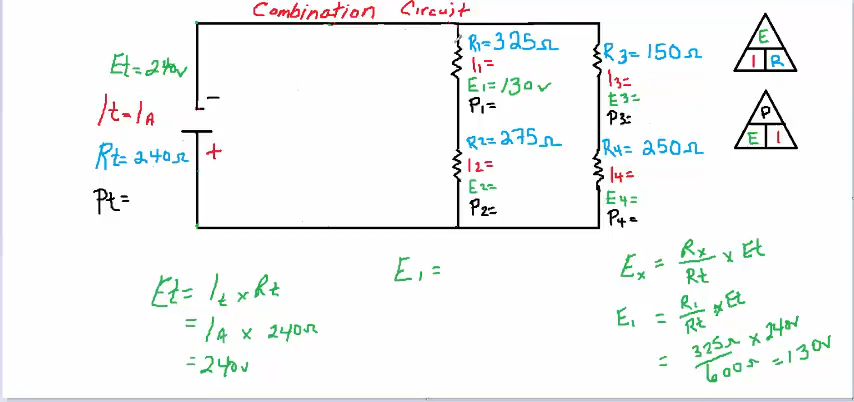 Combination Circuit
Et=240v
It=1A
Rt=240Ω
Pt=
−
+
R1=325Ω
I1=
E1=130v
P1=
R2=275Ω
I2=
E2=
P2=
R3=150Ω
I3=
E3=
P3=
R4=250Ω
I4=
E4=
P4=
E
I R
P
E I
Et= It x Rt
= 1A x 240Ω
=240v
E1=
Ex = Rx/Rt x Et
E1 = R1/Rt x Et
= 325Ω/600Ω x 240v =130v